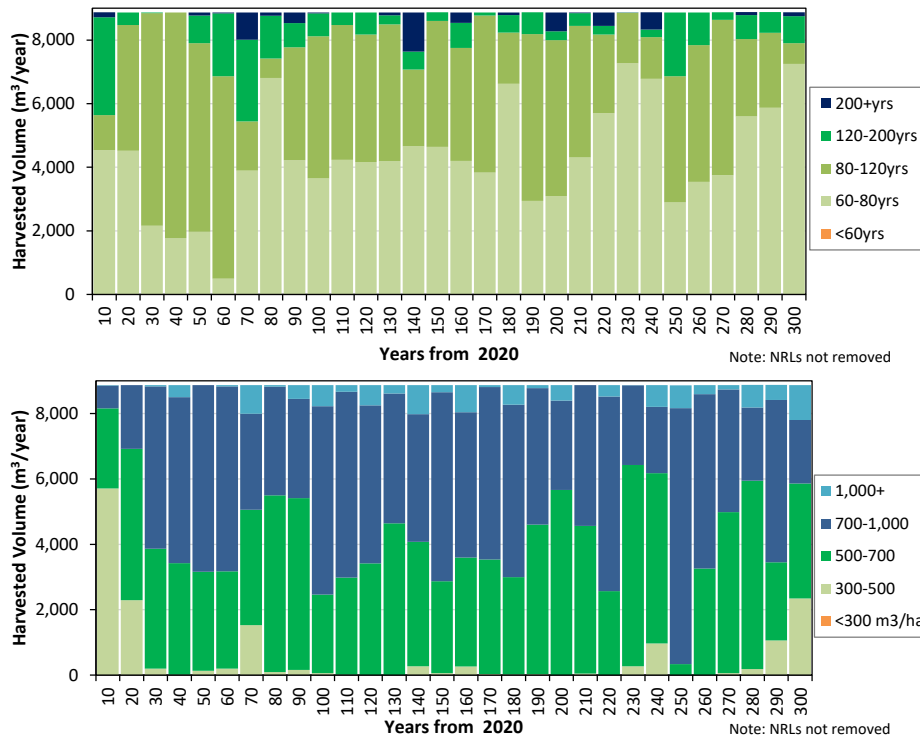 Harvested Volume (m³/year)
8,000
6,000
4,000
2,000
0
200+yrs
120-200yrs
80-120yrs
60-80yrs
<60yrs
10 20 30 40 50 60 70 80 90 100 110 120 130 140 150 160 170 180 190 200 210 220 230 240 250 260 270 280 290 300
Years from 2020
Note: NRLs not removed
Harvested Volume (m³/year)
8,000
6,000
4,000
2,000
0
1,000+
700-1,000
500-700
300-500
<300 m3/ha
10 20 30 40 50 60 70 80 90 100 110 120 130 140 150 160 170 180 190 200 210 220 230 240 250 260 270 280 290 300
Years from 2020
Note: NRLs not removed